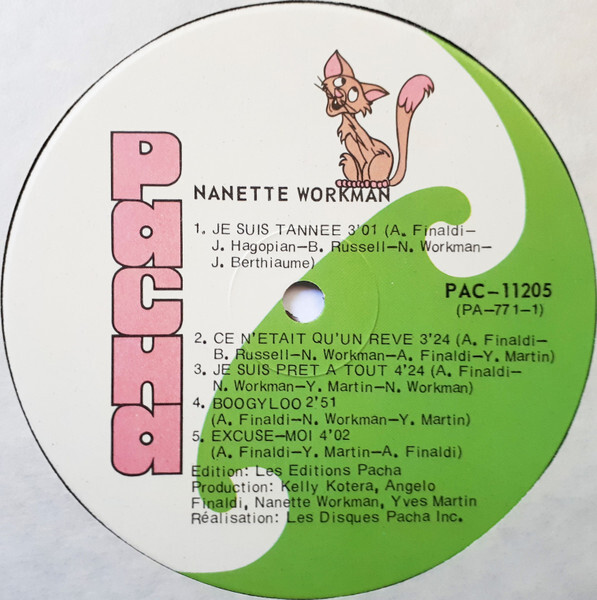 Pacha
NANETTE WORKMAN
1. JE SUIS TANNEE 3'01 (A. Finaldi-
J. Hagopian-B. Russell-N. Workman-
J. Berthiaume)
PAC-11205
(PA-771-1)
2. CE N'ETAIT QU'UN REVE 3'24 (A. Finaldi-
B. Russell-N. Workman-A. Finaldi-Y. Martin)
3. JE SUIS PRET A TOUT 4'24 (A. Finaldi-
N. Workman-Y. Martin-N. Workman)
4. BOOGYLOO 2'51
(A. Finaldi-N. Workman-Y. Martin)
5. EXCUSE-MOI 4'02
(A. Finaldi-Y. Martin-A. Finaldi)
Edition: Les Editions Pacha
Production: Kelly Kotera, Angelo
Finaldi, Nanette Workman, Yves Martin
Réalisation: Les Disques Pacha Inc.